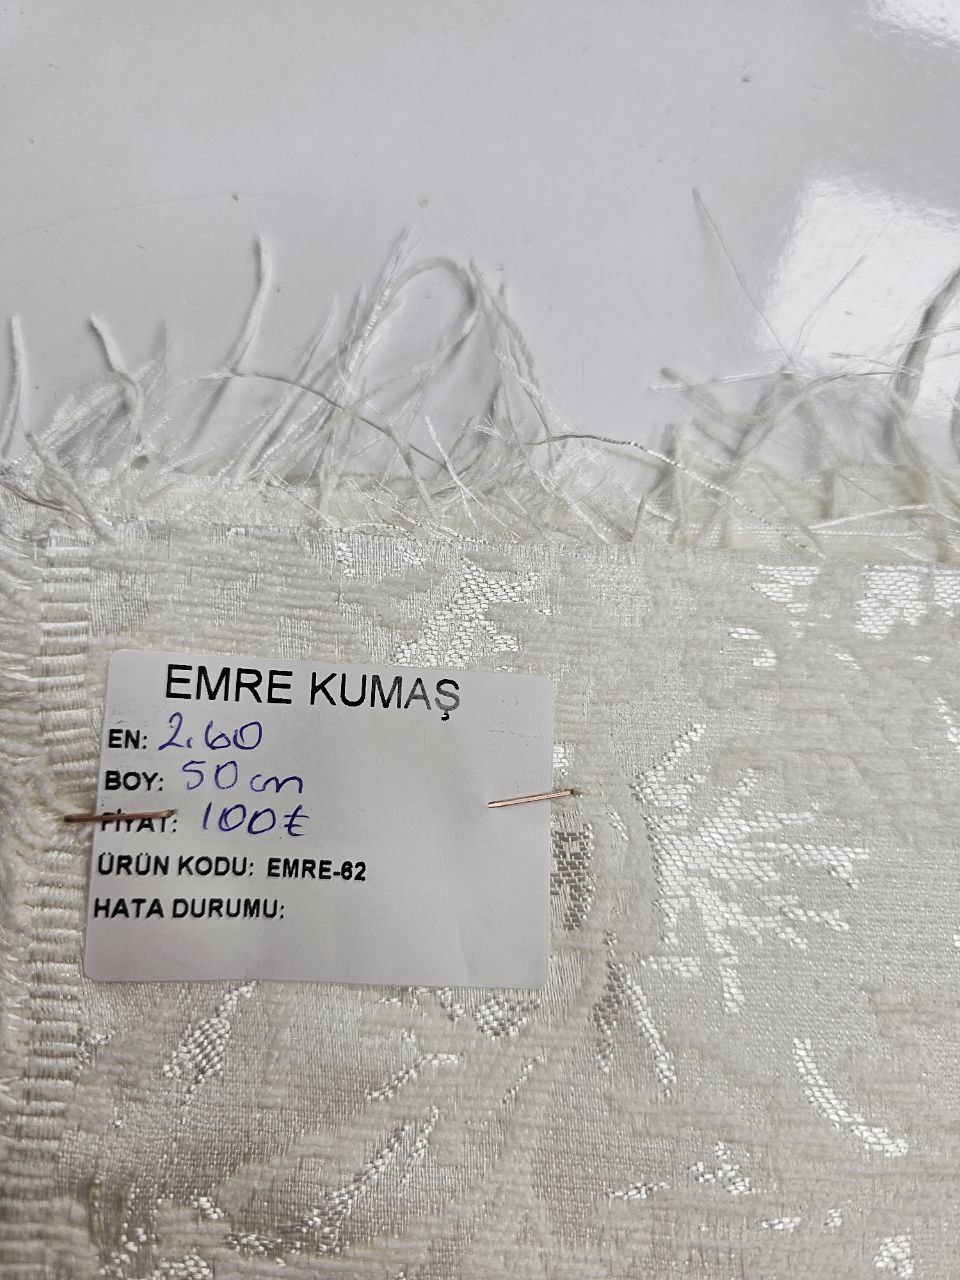 EMRE KUMAŞ
EN: 2.60
BOY: 50 cm
FİYAT: 100₺
ÜRÜN KODU: EMRE-62
HATA DURUMU: